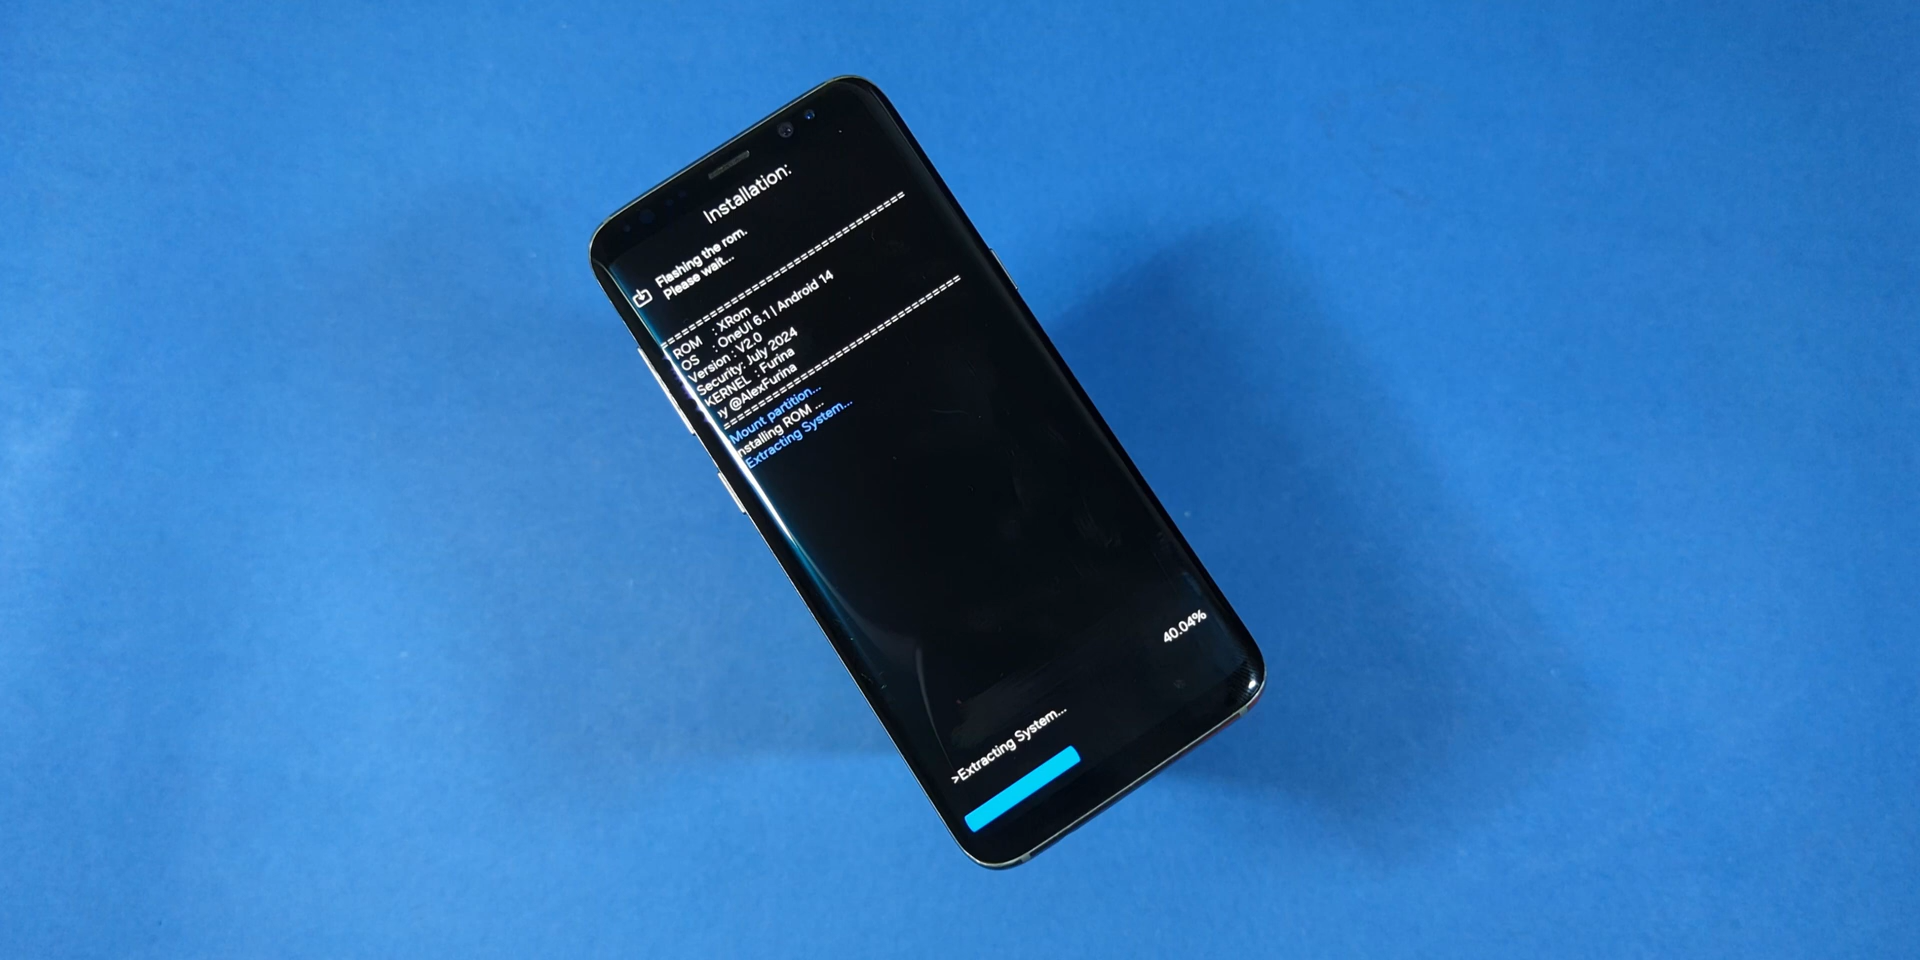 Installation:
Flashing the rom.
Please wait...
==============================
ROM : XRom
OS : OneUI 6.1 | Android 14
Version : V2.0
Security: July 2024
KERNEL : Furina
by @AlexFurina
==============================
Mount partition...
Installing ROM ...
Extracting System...
40.04%
>Extracting System...